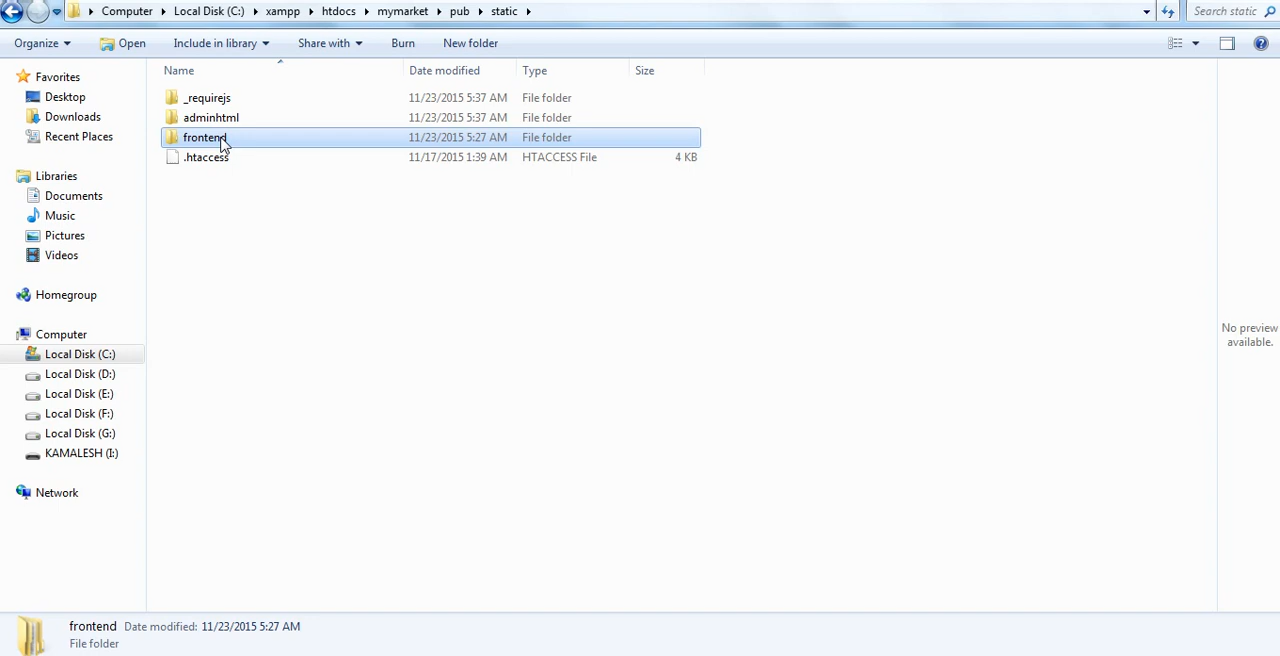 Computer Local Disk (C:) xampp htdocs mymarket pub static Search static
Organize Open Include in library Share with Burn New folder
Name Date modified Type Size
_requirejs 11/23/2015 5:37 AM File folder
adminhtml 11/23/2015 5:37 AM File folder
frontend 11/23/2015 5:27 AM File folder
.htaccess 11/17/2015 1:39 AM HTACCESS File 4 KB
Favorites
Desktop
Downloads
Recent Places
Libraries
Documents
Music
Pictures
Videos
Homegroup
Computer
Local Disk (C:)
Local Disk (D:)
Local Disk (E:)
Local Disk (F:)
Local Disk (G:)
KAMALESH (I:)
Network
No preview
available.
frontend Date modified: 11/23/2015 5:27 AM
File folder